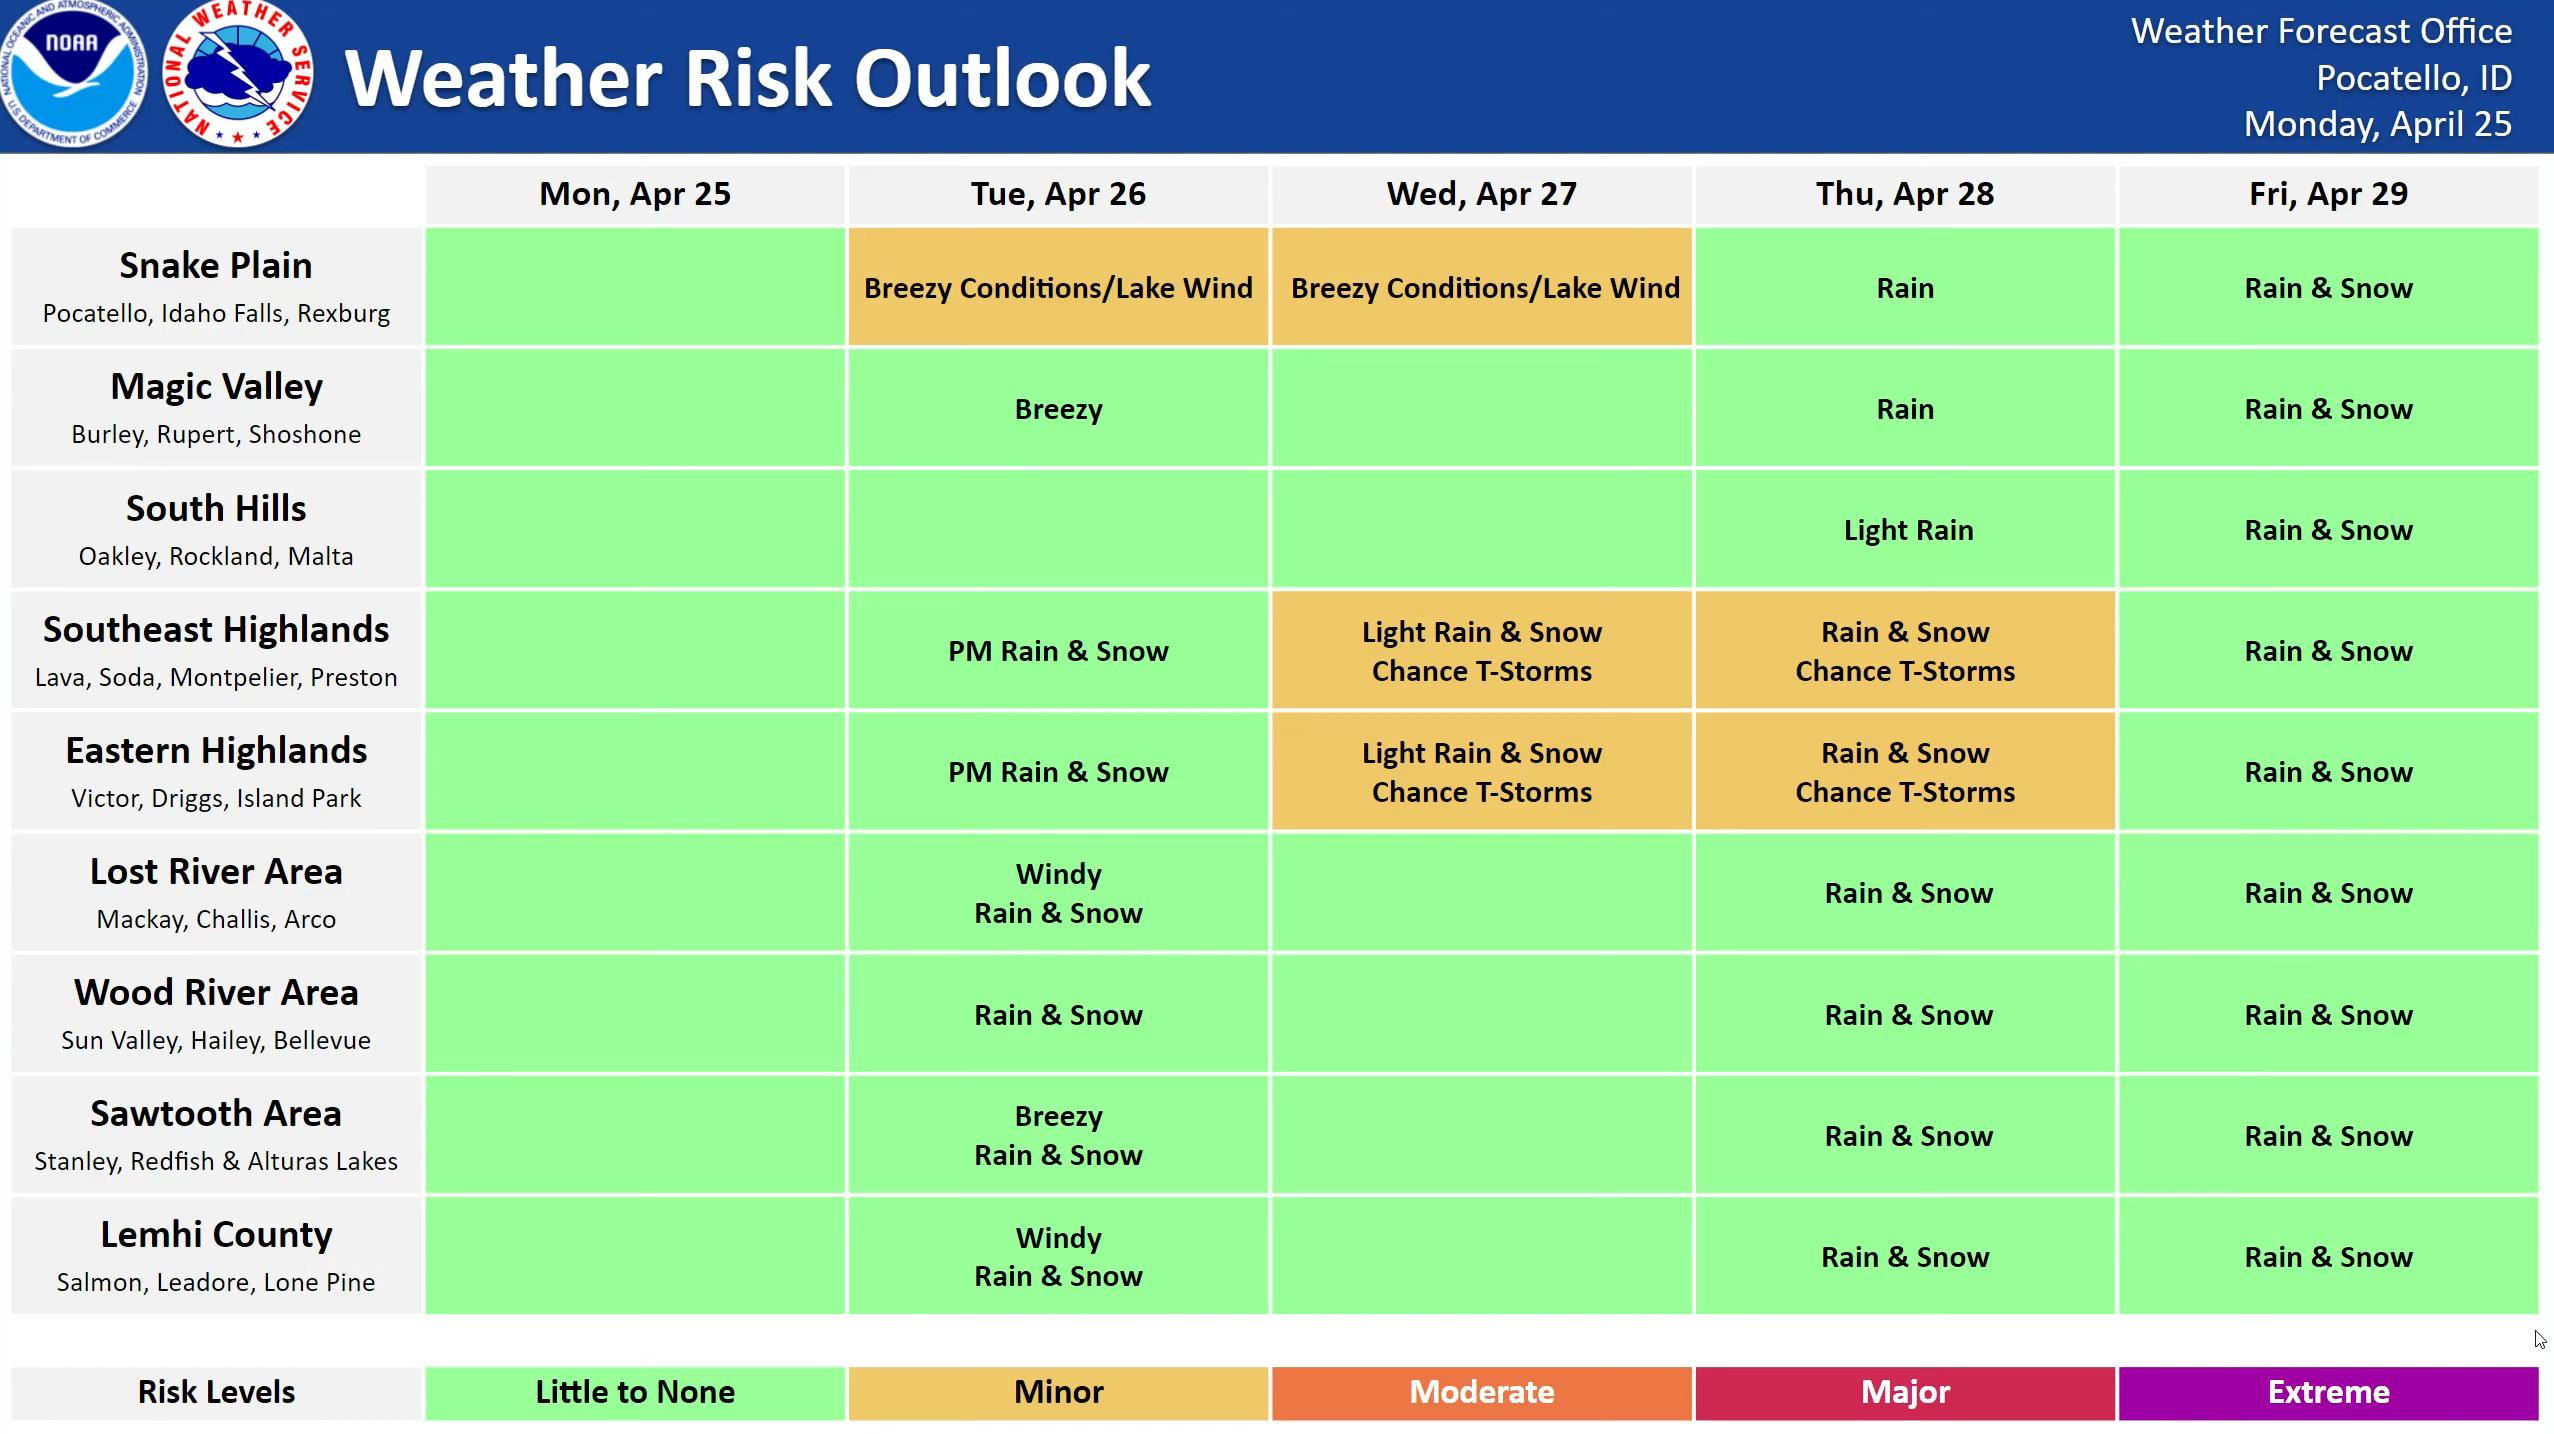 NATIONAL OCEANIC AND ATMOSPHERIC ADMINISTRATION
NOAA
U.S. DEPARTMENT OF COMMERCE
NATIONAL WEATHER SERVICE
Weather Risk Outlook
Weather Forecast Office
Pocatello, ID
Monday, April 25
Mon, Apr 25
Tue, Apr 26
Wed, Apr 27
Thu, Apr 28
Fri, Apr 29
Snake Plain
Pocatello, Idaho Falls, Rexburg
Breezy Conditions/Lake Wind
Breezy Conditions/Lake Wind
Rain
Rain & Snow
Magic Valley
Burley, Rupert, Shoshone
Breezy
Rain
Rain & Snow
South Hills
Oakley, Rockland, Malta
Light Rain
Rain & Snow
Southeast Highlands
Lava, Soda, Montpelier, Preston
PM Rain & Snow
Light Rain & Snow
Chance T-Storms
Rain & Snow
Chance T-Storms
Rain & Snow
Eastern Highlands
Victor, Driggs, Island Park
PM Rain & Snow
Light Rain & Snow
Chance T-Storms
Rain & Snow
Chance T-Storms
Rain & Snow
Lost River Area
Mackay, Challis, Arco
Windy
Rain & Snow
Rain & Snow
Rain & Snow
Wood River Area
Sun Valley, Hailey, Bellevue
Rain & Snow
Rain & Snow
Rain & Snow
Sawtooth Area
Stanley, Redfish & Alturas Lakes
Breezy
Rain & Snow
Rain & Snow
Rain & Snow
Lemhi County
Salmon, Leadore, Lone Pine
Windy
Rain & Snow
Rain & Snow
Rain & Snow
Risk Levels
Little to None
Minor
Moderate
Major
Extreme